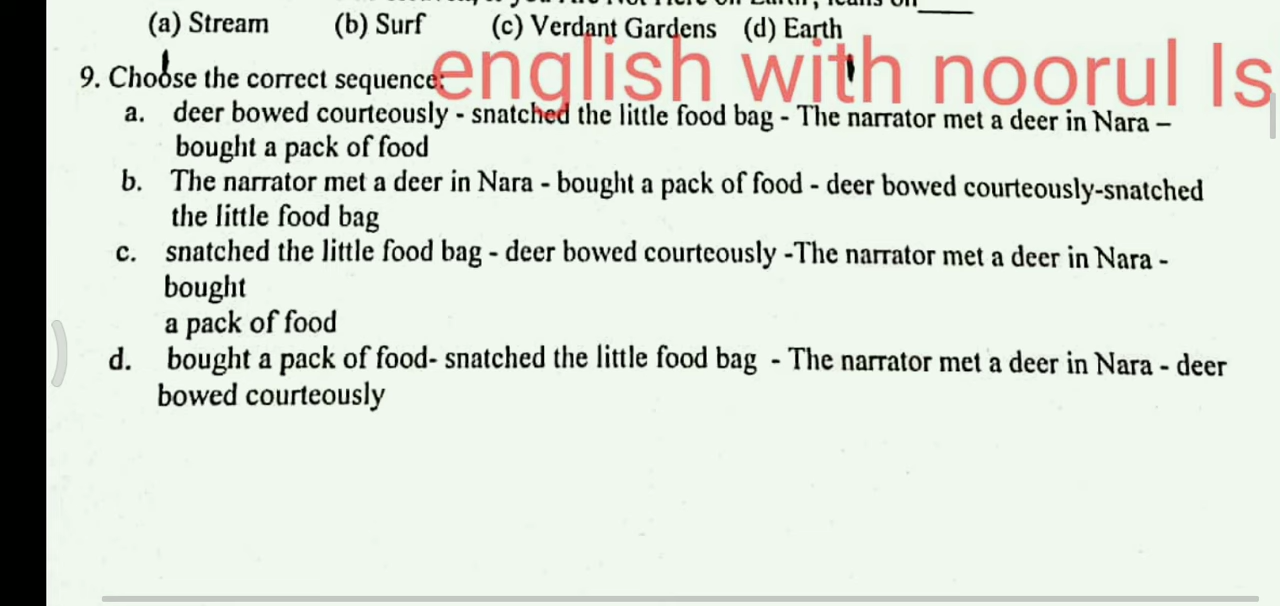 (a) Stream (b) Surf (c) Verdant Gardens (d) Earth
9. Choose the correct sequence:
english with noorul Is
a. deer bowed courteously - snatched the little food bag - The narrator met a deer in Nara –
bought a pack of food
b. The narrator met a deer in Nara - bought a pack of food - deer bowed courteously-snatched
the little food bag
c. snatched the little food bag - deer bowed courteously -The narrator met a deer in Nara -
bought
a pack of food
d. bought a pack of food- snatched the little food bag - The narrator met a deer in Nara - deer
bowed courteously